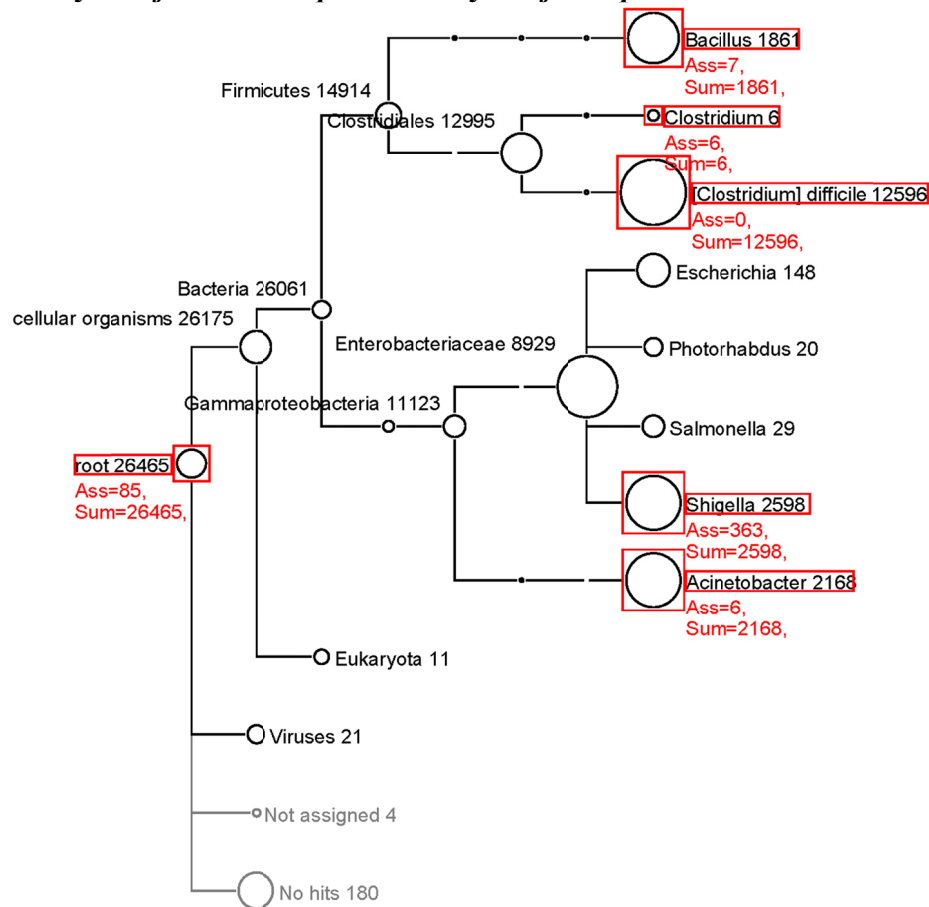 Bacillus 1861
Ass=7,
Sum=1861,
Firmicutes 14914
Clostridiales 12995
Clostridium 6
Ass=6,
Sum=6,
[Clostridium] difficile 12596
Ass=0,
Sum=12596,
Escherichia 148
Bacteria 26061
cellular organisms 26175
Enterobacteriaceae 8929
Photorhabdus 20
Gammaproteobacteria 11123
Salmonella 29
root 26465
Ass=85,
Sum=26465,
Shigella 2598
Ass=363,
Sum=2598,
Acinetobacter 2168
Ass=6,
Sum=2168,
Eukaryota 11
Viruses 21
Not assigned 4
No hits 180